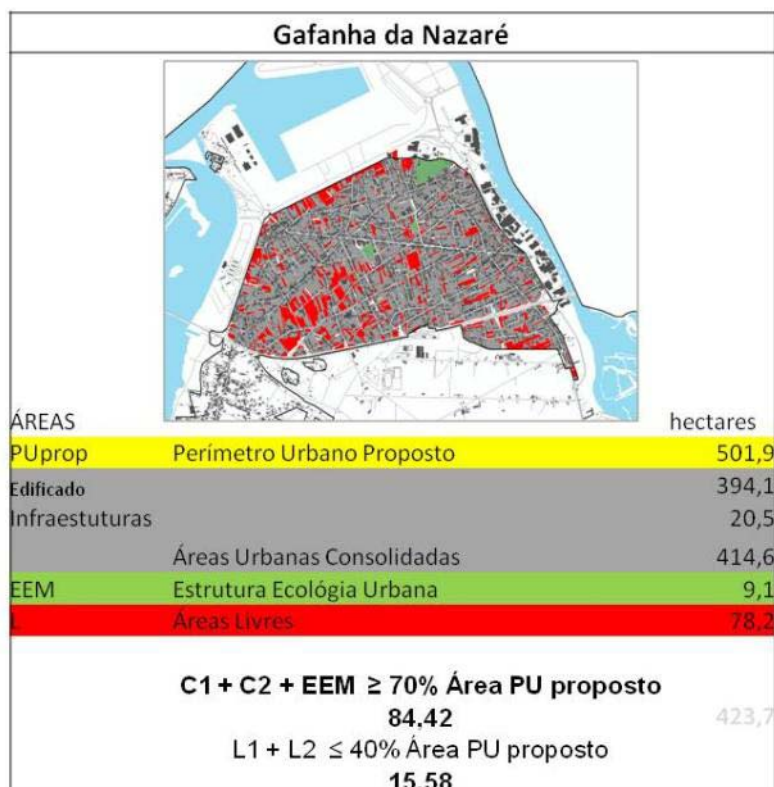 Gafanha da Nazaré
ÁREAS hectares
PUprop Perímetro Urbano Proposto 501,9
Edificado 394,1
Infraestuturas 20,5
Áreas Urbanas Consolidadas 414,6
EEM Estrutura Ecológia Urbana 9,1
L Áreas Livres 78,2
C1 + C2 + EEM ≥ 70% Área PU proposto
84,42 423,7
L1 + L2 ≤ 40% Área PU proposto
15,58